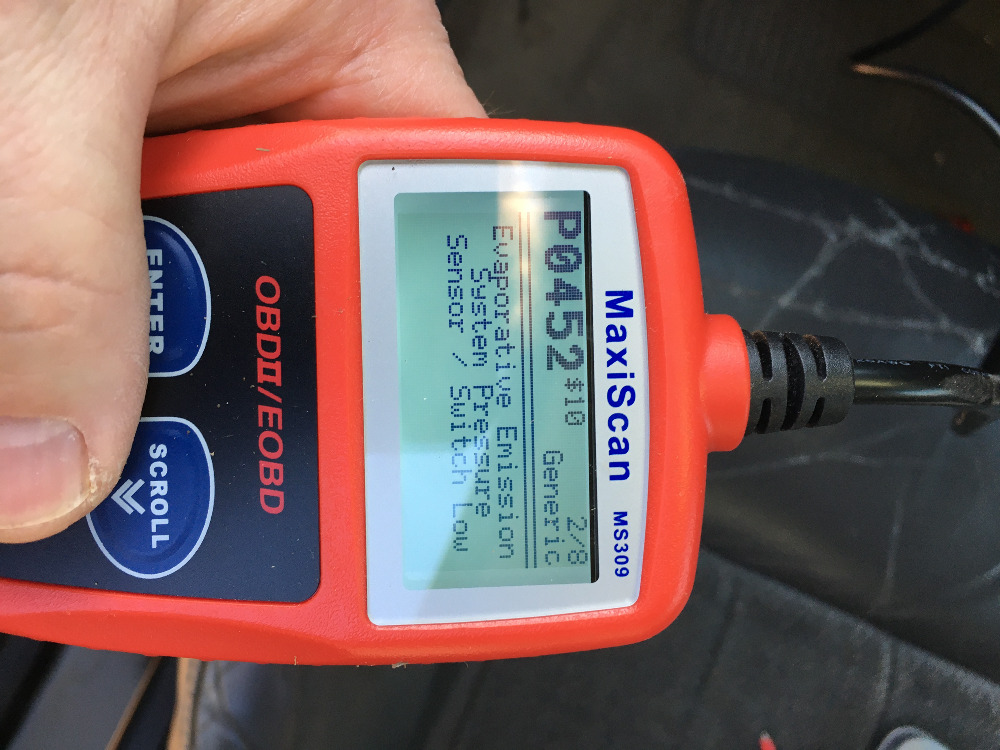 MaxiScan MS309
2/8
P0452 $10 Generic
Evaporative Emission
System Pressure
Sensor / Switch Low
OBDII/EOBD
ENTER
SCROLL